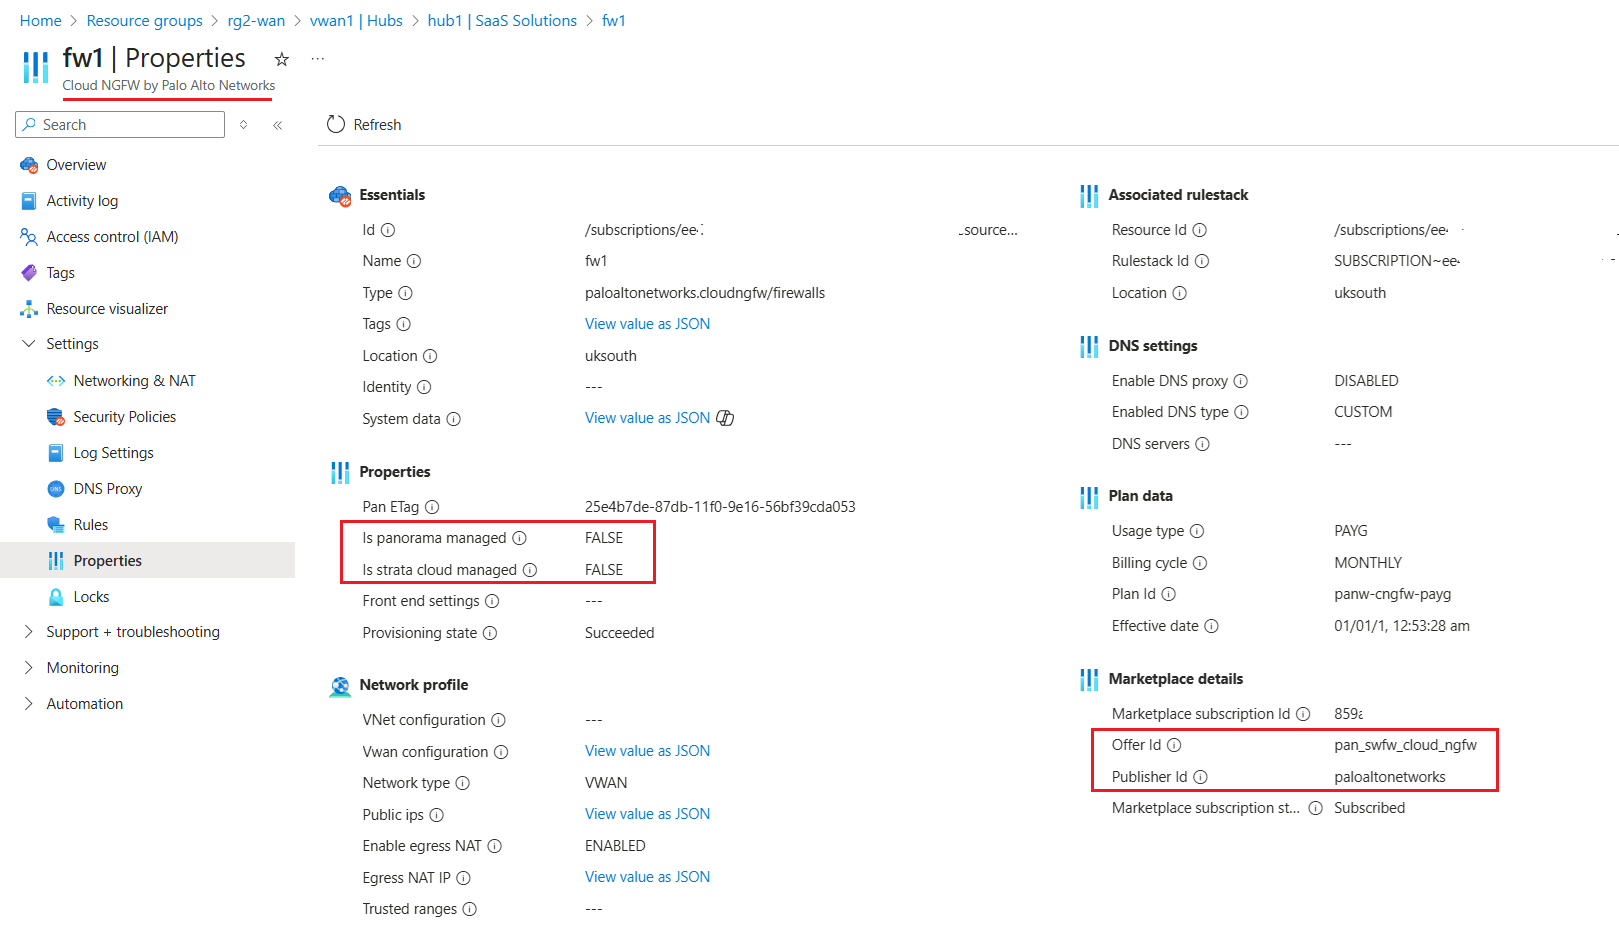 Home > Resource groups > rg2-wan > vwan1 | Hubs > hub1 | SaaS Solutions > fw1
fw1 | Properties
Cloud NGFW by Palo Alto Networks
Search
Refresh
Overview
Activity log
Access control (IAM)
Tags
Resource visualizer
Settings
Networking & NAT
Security Policies
Log Settings
DNS Proxy
Rules
Properties
Locks
Support + troubleshooting
Monitoring
Automation
Essentials
Id /subscriptions/ee source...
Name fw1
Type paloaltonetworks.cloudngfw/firewalls
Tags View value as JSON
Location uksouth
Identity ---
System data View value as JSON
Properties
Pan ETag 25e4b7de-87db-11f0-9e16-56bf39cda053
Is panorama managed FALSE
Is strata cloud managed FALSE
Front end settings ---
Provisioning state Succeeded
Network profile
VNet configuration ---
Vwan configuration View value as JSON
Network type VWAN
Public ips View value as JSON
Enable egress NAT ENABLED
Egress NAT IP View value as JSON
Trusted ranges ---
Associated rulestack
Resource Id /subscriptions/ee
Rulestack Id SUBSCRIPTION~ee
Location uksouth
DNS settings
Enable DNS proxy DISABLED
Enabled DNS type CUSTOM
DNS servers ---
Plan data
Usage type PAYG
Billing cycle MONTHLY
Plan Id panw-cngfw-payg
Effective date 01/01/1, 12:53:28 am
Marketplace details
Marketplace subscription Id 859
Offer Id pan_swfw_cloud_ngfw
Publisher Id paloaltonetworks
Marketplace subscription st... Subscribed